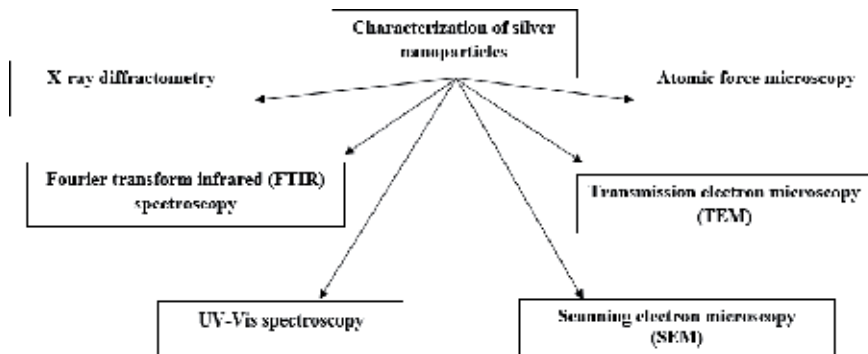 Characterization of silver
nanoparticles
X ray diffractometry
Atomic force microscopy
Fourier transform infrared (FTIR)
spectroscopy
Transmission electron microscopy
(TEM)
UV-Vis spectroscopy
Scanning electron microscopy
(SEM)